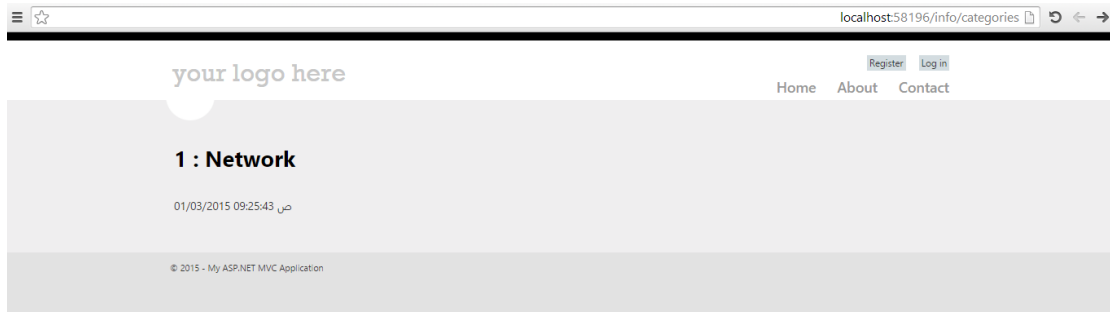 localhost:58196/info/categories
your logo here
Register Log in
Home About Contact
1 : Network
01/03/2015 09:25:43 ص
© 2015 - My ASP.NET MVC Application